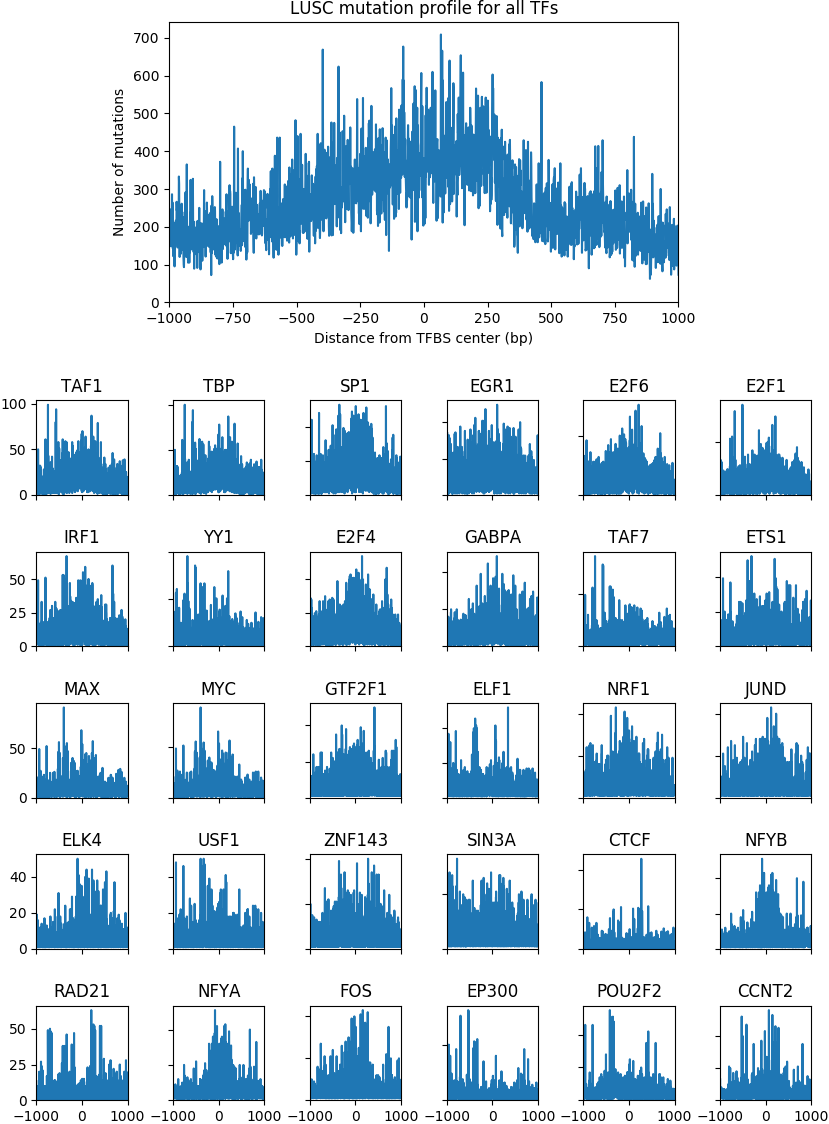 LUSC mutation profile for all TFs
700
600
500
400
300
200
100
0
Number of mutations
−1000 −750 −500 −250 0 250 500 750 1000
Distance from TFBS center (bp)
TAF1 TBP SP1 EGR1 E2F6 E2F1
100
50
0
IRF1 YY1 E2F4 GABPA TAF7 ETS1
50
25
0
MAX MYC GTF2F1 ELF1 NRF1 JUND
50
0
ELK4 USF1 ZNF143 SIN3A CTCF NFYB
40
20
0
RAD21 NFYA FOS EP300 POU2F2 CCNT2
50
25
0
−1000 0 1000 −1000 0 1000 −1000 0 1000 −1000 0 1000 −1000 0 1000 −1000 0 1000